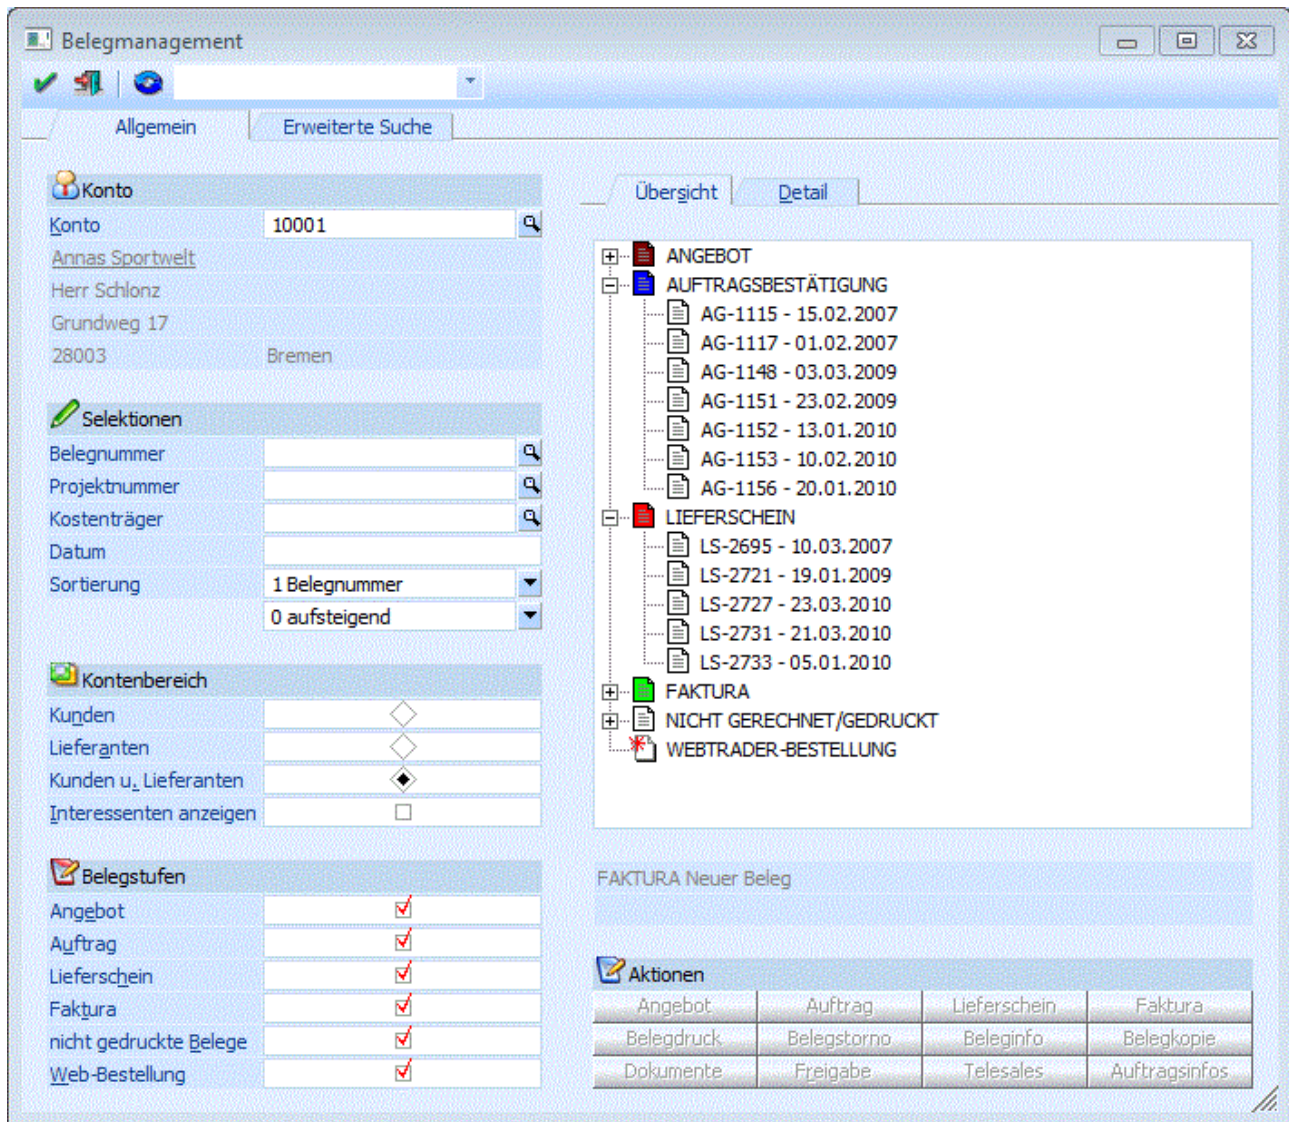 Belegmanagement
Allgemein
Erweiterte Suche
Konto
Konto 10001
Annas Sportwelt
Herr Schlonz
Grundweg 17
28003 Bremen
Selektionen
Belegnummer
Projektnummer
Kostenträger
Datum
Sortierung 1 Belegnummer
0 aufsteigend
Kontenbereich
Kunden
Lieferanten
Kunden u. Lieferanten
Interessenten anzeigen
Belegstufen
Angebot
Auftrag
Lieferschein
Faktura
nicht gedruckte Belege
Web-Bestellung
Übersicht
Detail
ANGEBOT
AUFTRAGSBESTÄTIGUNG
AG-1115 - 15.02.2007
AG-1117 - 01.02.2007
AG-1148 - 03.03.2009
AG-1151 - 23.02.2009
AG-1152 - 13.01.2010
AG-1153 - 10.02.2010
AG-1156 - 20.01.2010
LIEFERSCHEIN
LS-2695 - 10.03.2007
LS-2721 - 19.01.2009
LS-2727 - 23.03.2010
LS-2731 - 21.03.2010
LS-2733 - 05.01.2010
FAKTURA
NICHT GERECHNET/GEDRUCKT
WEBTRADER-BESTELLUNG
FAKTURA Neuer Beleg
Aktionen
Angebot Auftrag Lieferschein Faktura
Belegdruck Belegstorno Beleginfo Belegkopie
Dokumente Freigabe Telesales Auftragsinfos